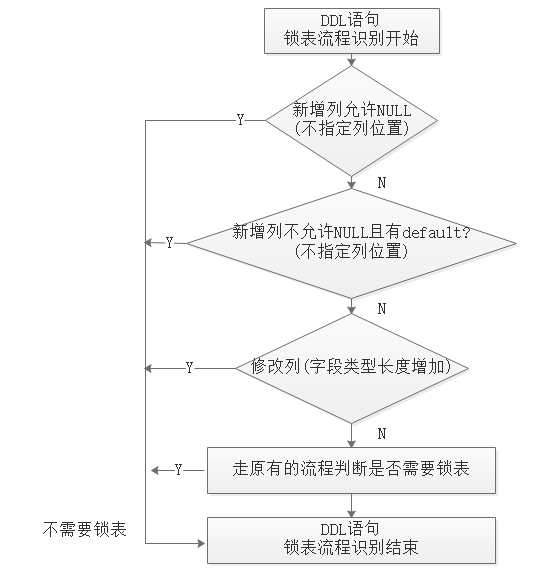 DDL语句
锁表流程识别开始
新增列允许NULL
(不指定列位置)
Y
N
新增列不允许NULL且有default?
(不指定列位置)
Y
N
修改列(字段类型长度增加)
Y
N
走原有的流程判断是否需要锁表
Y
不需要锁表
DDL语句
锁表流程识别结束